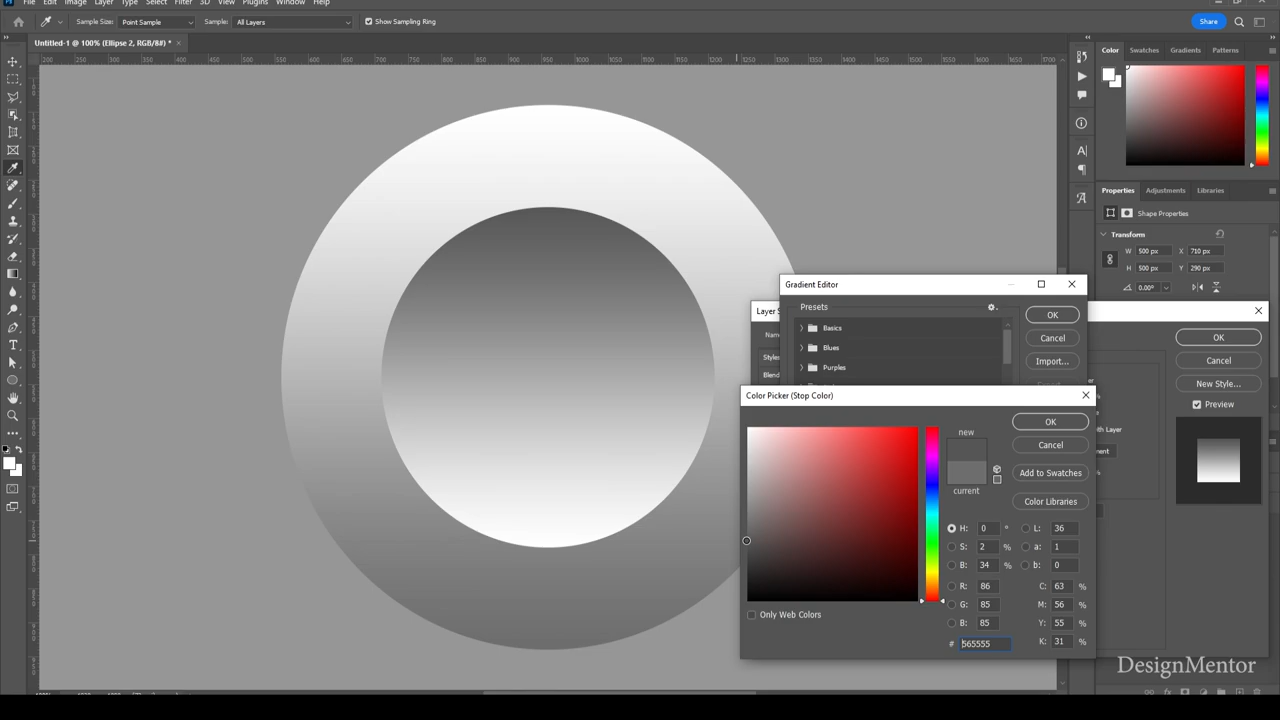 File Edit Image Layer Type Select Filter 3D View Plugins Window Help
Sample Size: Point Sample Sample: All Layers Show Sampling Ring Share
Untitled-1 @ 100% (Ellipse 2, RGB/8#) * ×
Color Swatches Gradients Patterns
Properties Adjustments Libraries
Shape Properties
Transform
W 500 px X 710 px
H 500 px Y 290 px
0.00°
Gradient Editor
Presets
Basics
Blues
Purples
OK
Cancel
Import...
Layer S
Name
Styles
Blend
OK
Cancel
New Style...
Preview
with Layer
Color Picker (Stop Color)
new
current
OK
Cancel
Add to Swatches
Color Libraries
H: 0 ° L: 36
S: 2 % a: 1
B: 34 % b: 0
R: 86 C: 63 %
G: 85 M: 56 %
B: 85 Y: 55 %
# 565555 K: 31 %
Only Web Colors
DesignMentor